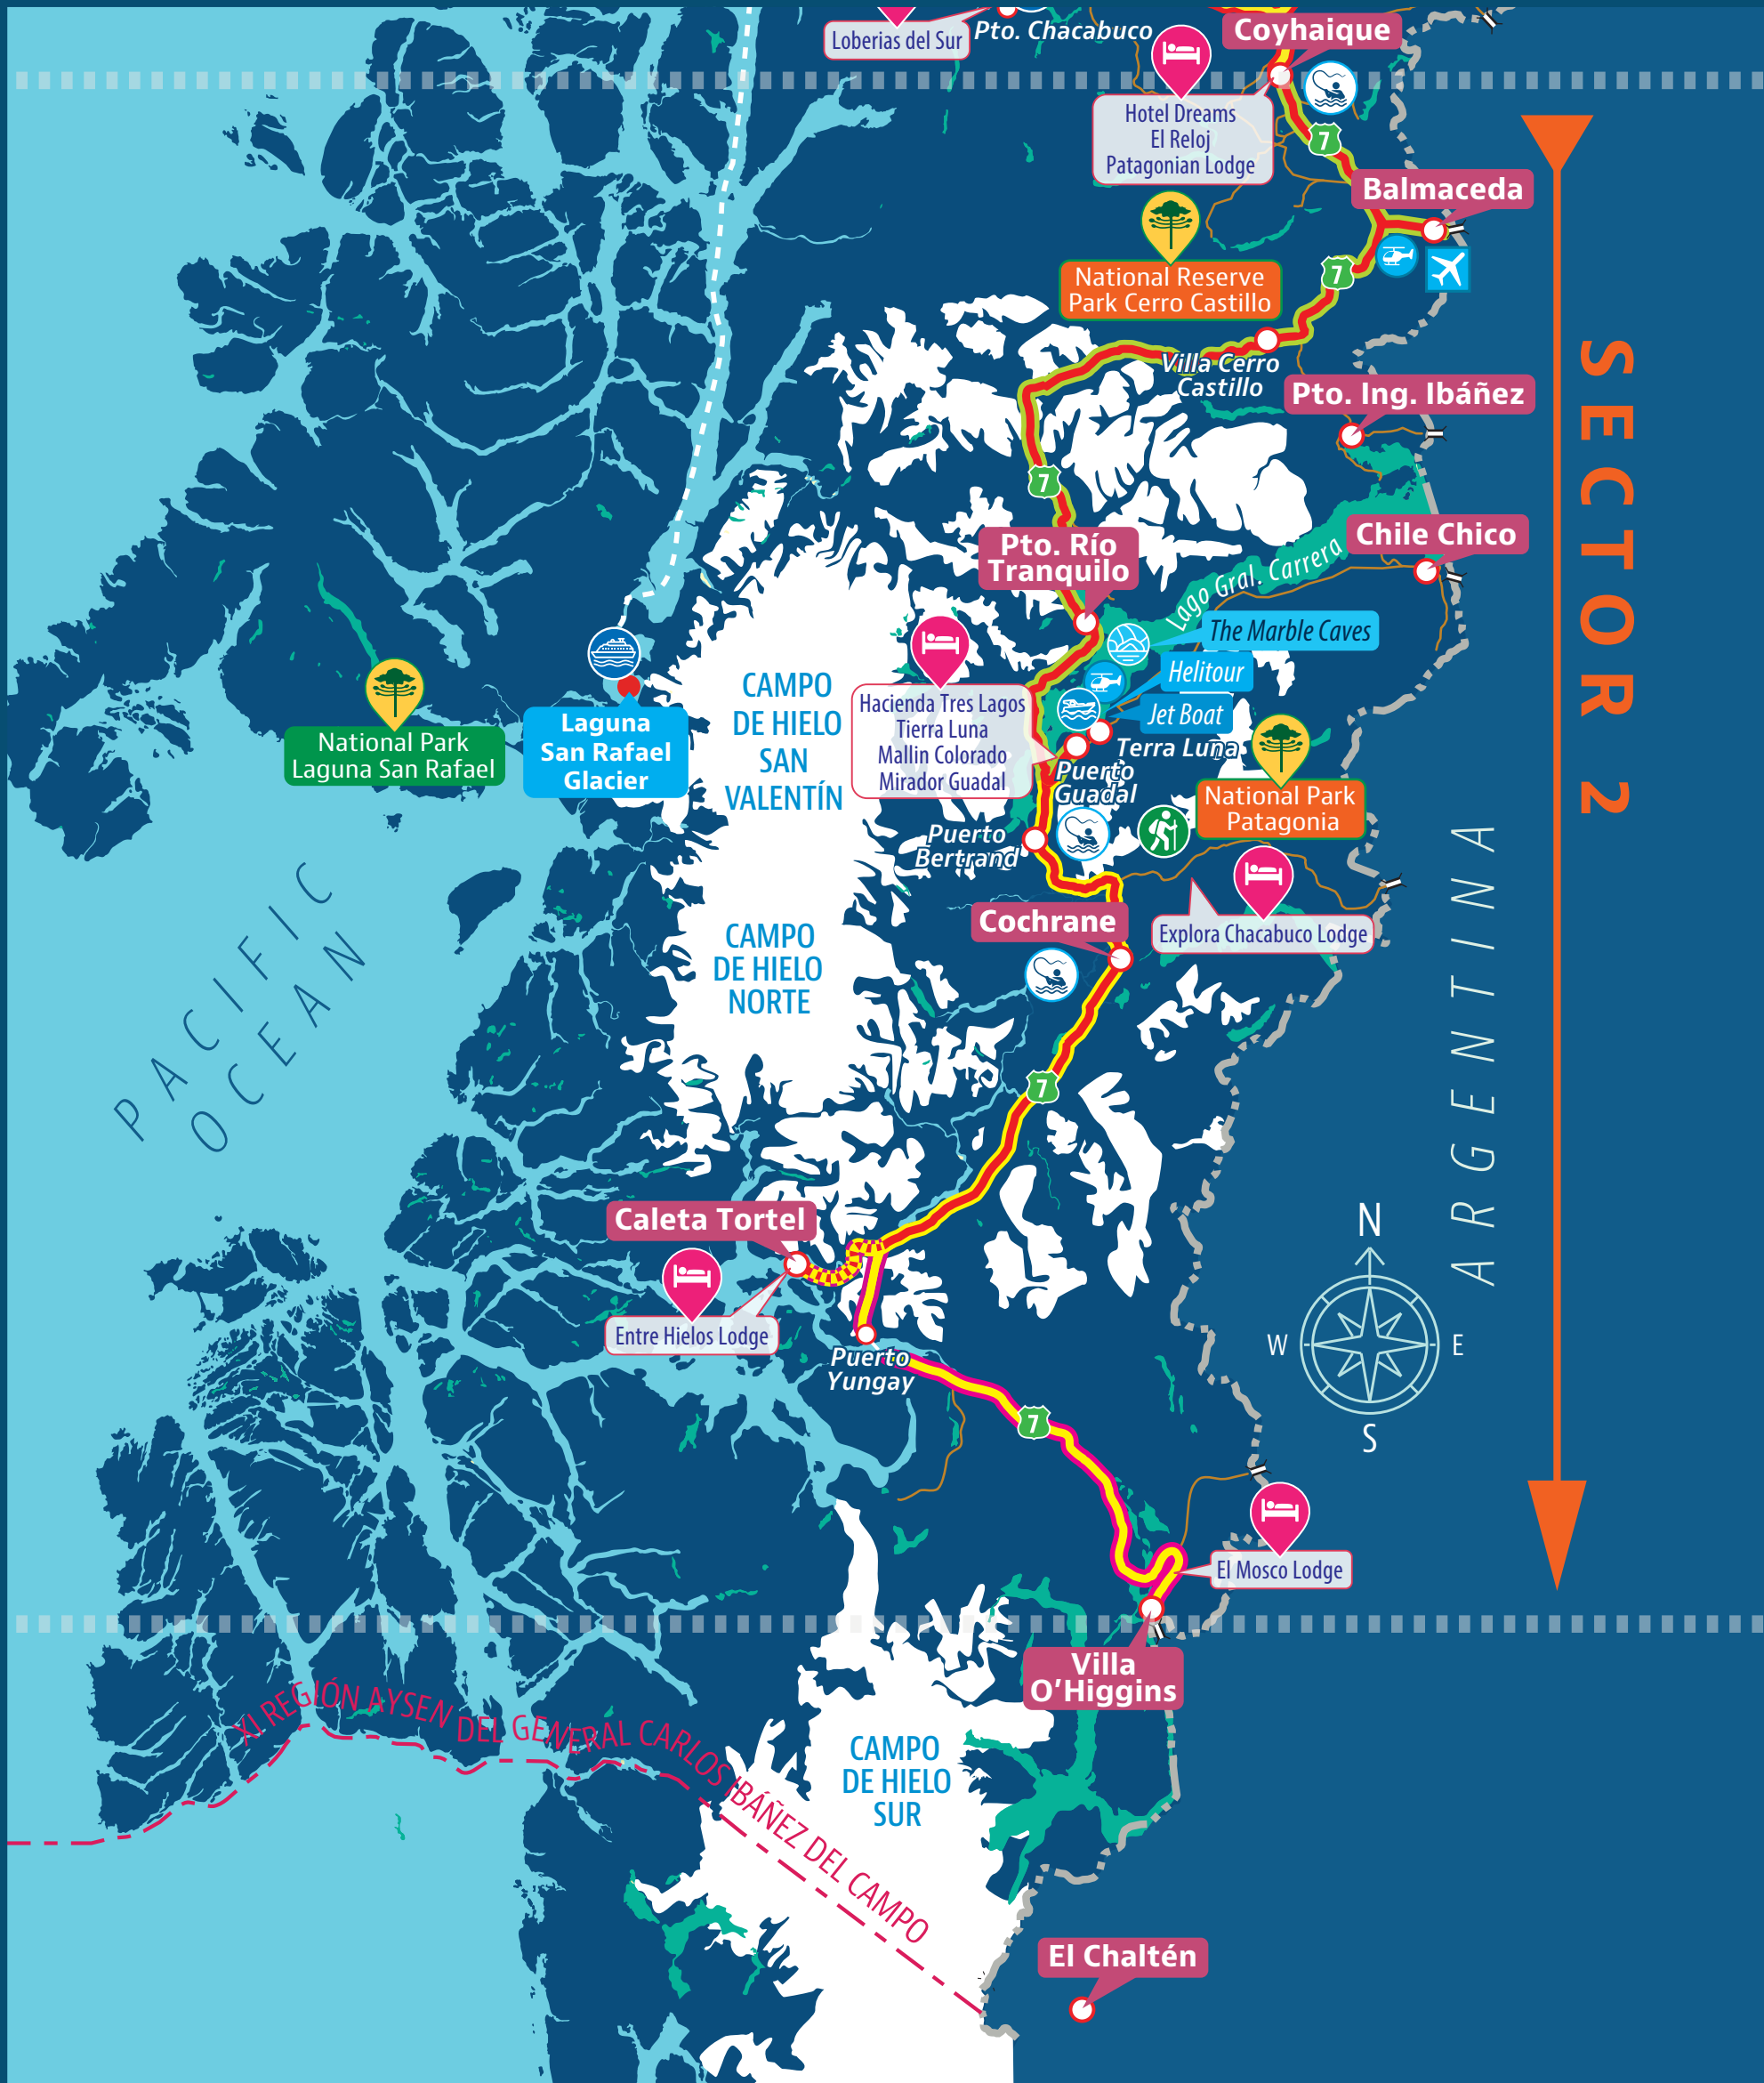 Loberias del Sur
Pto. Chacabuco
Coyhaique
Hotel Dreams
El Reloj
Patagonian Lodge
7
Balmaceda
National Reserve
Park Cerro Castillo
7
Villa Cerro
Castillo
Pto. Ing. Ibáñez
SECTOR 2
7
Chile Chico
Pto. Río
Tranquilo
Lago Gral. Carrera
The Marble Caves
Helitour
Jet Boat
Hacienda Tres Lagos
Tierra Luna
Mallin Colorado
Mirador Guadal
Terra Luna
Puerto
Guadal
National Park
Laguna San Rafael
Laguna
San Rafael
Glacier
CAMPO
DE HIELO
SAN
VALENTÍN
National Park
Patagonia
Puerto
Bertrand
Explora Chacabuco Lodge
Cochrane
CAMPO
DE HIELO
NORTE
PACIFIC
OCEAN
ARGENTINA
7
Caleta Tortel
Entre Hielos Lodge
Puerto
Yungay
N
W
E
S
7
El Mosco Lodge
Villa
O'Higgins
XI REGIÓN AYSEN DEL GENERAL CARLOS IBÁÑEZ DEL CAMPO
CAMPO
DE HIELO
SUR
El Chaltén